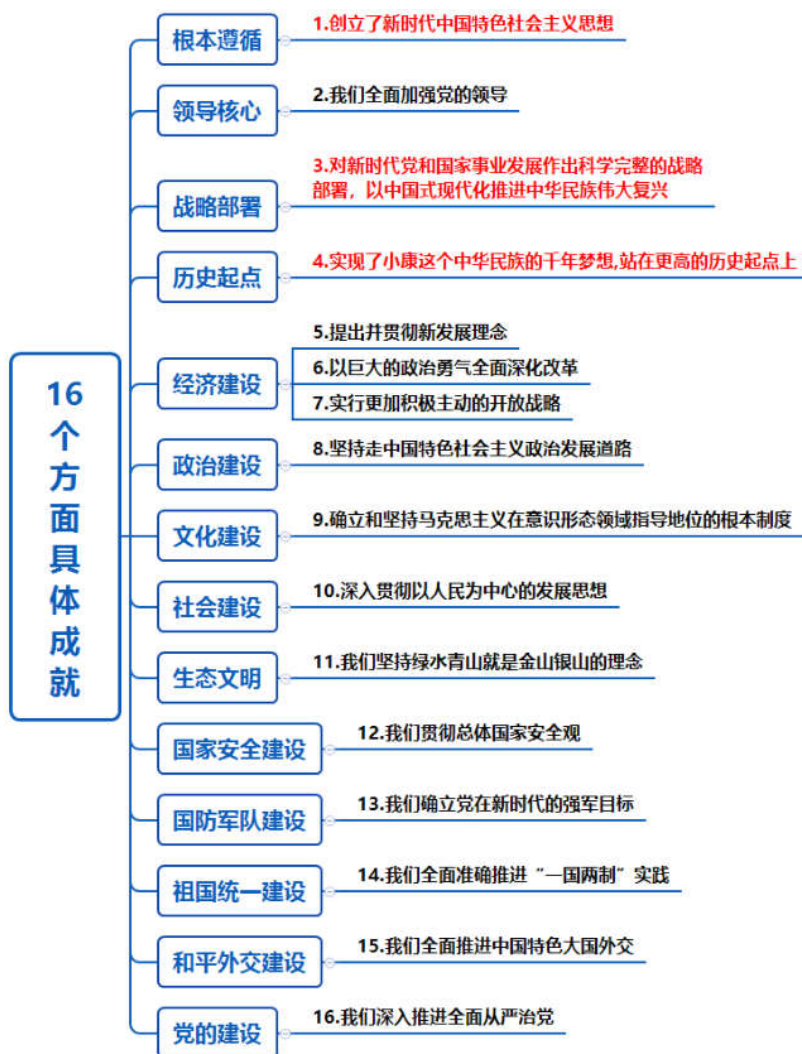 16个方面具体成就
根本遵循
1.创立了新时代中国特色社会主义思想
领导核心
2.我们全面加强党的领导
战略部署
3.对新时代党和国家事业发展作出科学完整的战略
部署，以中国式现代化推进中华民族伟大复兴
历史起点
4.实现了小康这个中华民族的千年梦想,站在更高的历史起点上
经济建设
5.提出并贯彻新发展理念
6.以巨大的政治勇气全面深化改革
7.实行更加积极主动的开放战略
政治建设
8.坚持走中国特色社会主义政治发展道路
文化建设
9.确立和坚持马克思主义在意识形态领域指导地位的根本制度
社会建设
10.深入贯彻以人民为中心的发展思想
生态文明
11.我们坚持绿水青山就是金山银山的理念
国家安全建设
12.我们贯彻总体国家安全观
国防军队建设
13.我们确立党在新时代的强军目标
祖国统一建设
14.我们全面准确推进“一国两制”实践
和平外交建设
15.我们全面推进中国特色大国外交
党的建设
16.我们深入推进全面从严治党